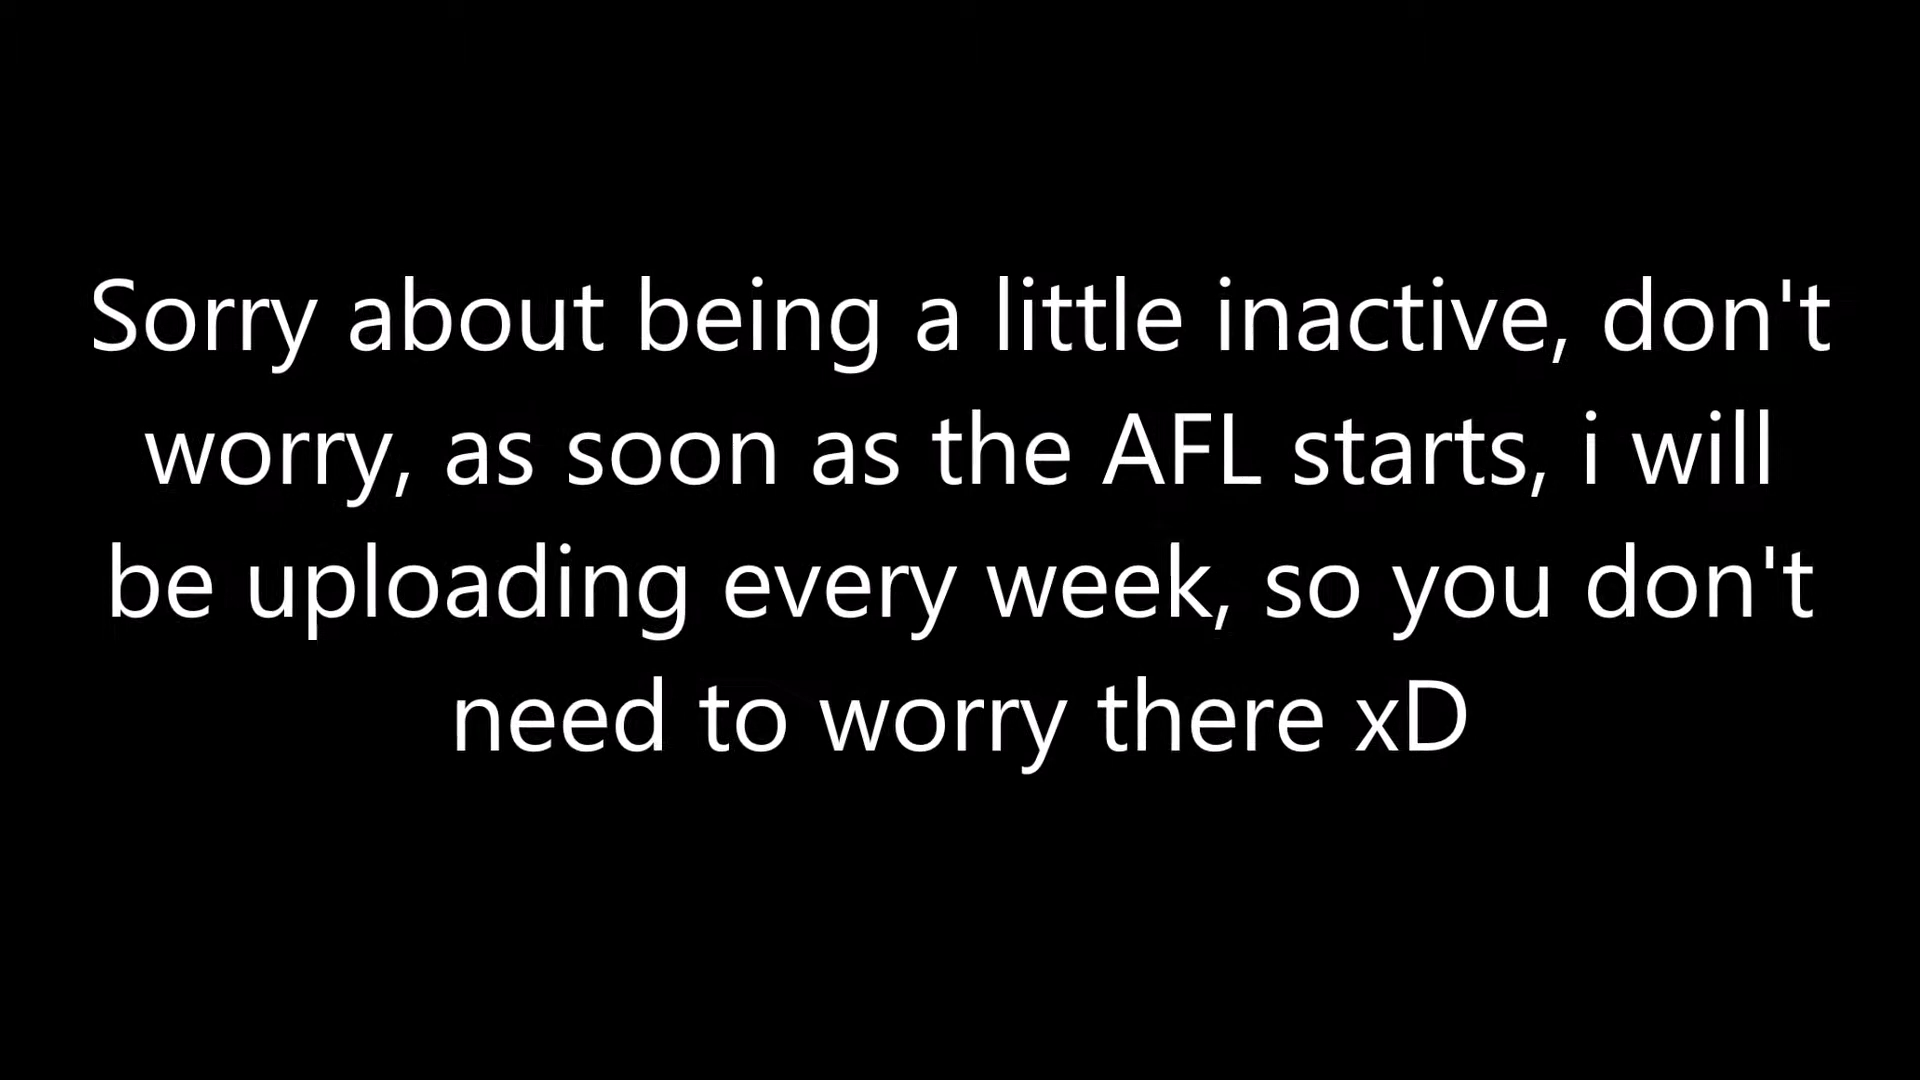 Sorry about being a little inactive, don't
worry, as soon as the AFL starts, i will
be uploading every week, so you don't
need to worry there xD